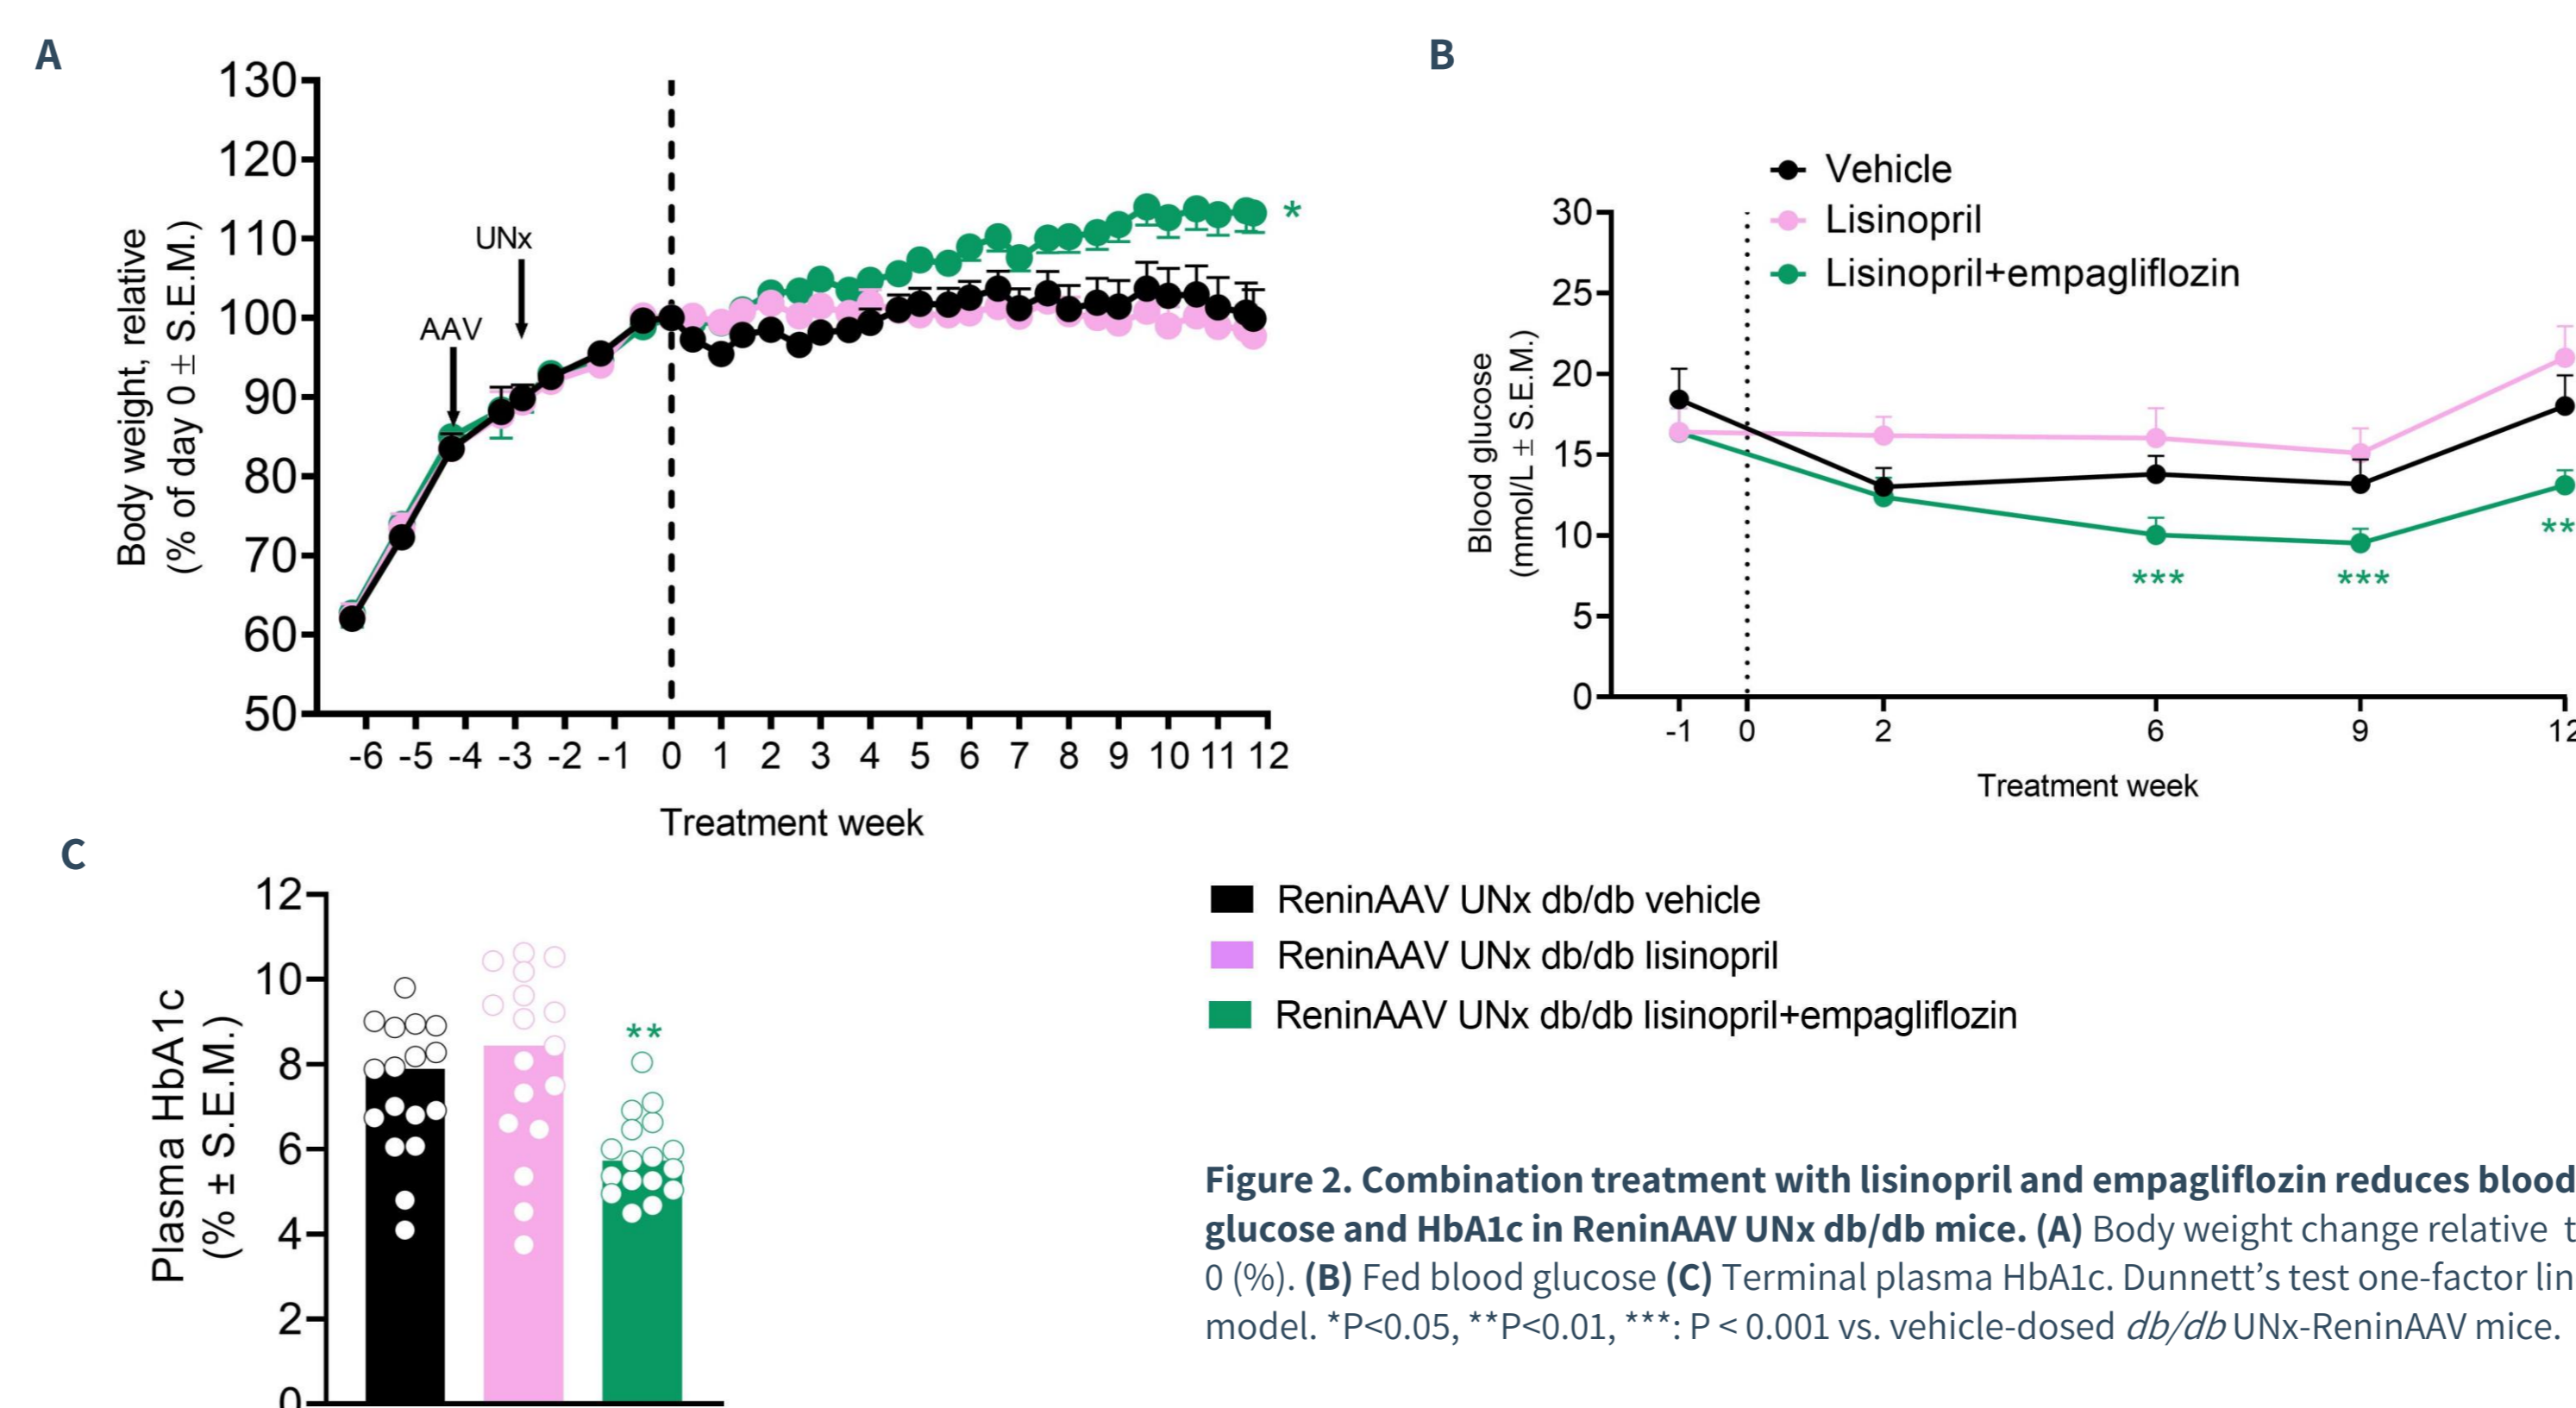 A
130
120
110
100
90
80
70
60
50
Body weight, relative
(% of day 0 ± S.E.M.)
AAV
UNx
*
-6 -5 -4 -3 -2 -1 0 1 2 3 4 5 6 7 8 9 10 11 12
Treatment week
B
Vehicle
Lisinopril
Lisinopril+empagliflozin
30
25
20
15
10
5
0
Blood glucose
(mmol/L ± S.E.M.)
***
***
**
-1 0 2 6 9 12
Treatment week
C
12
10
8
6
4
2
0
Plasma HbA1c
(% ± S.E.M.)
**
ReninAAV UNx db/db vehicle
ReninAAV UNx db/db lisinopril
ReninAAV UNx db/db lisinopril+empagliflozin
Figure 2. Combination treatment with lisinopril and empagliflozin reduces blood
glucose and HbA1c in ReninAAV UNx db/db mice. (A) Body weight change relative
0 (%). (B) Fed blood glucose (C) Terminal plasma HbA1c. Dunnett’s test one-factor
model. *P<0.05, **P<0.01, ***: P < 0.001 vs. vehicle-dosed db/db UNx-ReninAAV mice.